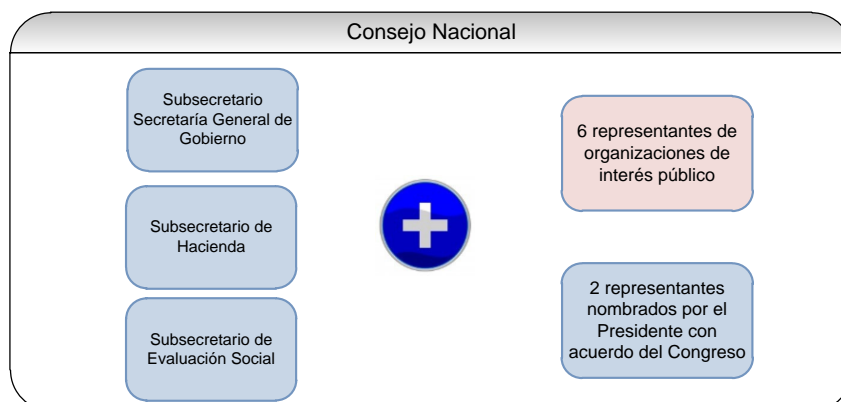 Consejo Nacional
Subsecretario
Secretaría General de
Gobierno
Subsecretario de
Hacienda
Subsecretario de
Evaluación Social
6 representantes de
organizaciones de
interés público
2 representantes
nombrados por el
Presidente con
acuerdo del Congreso